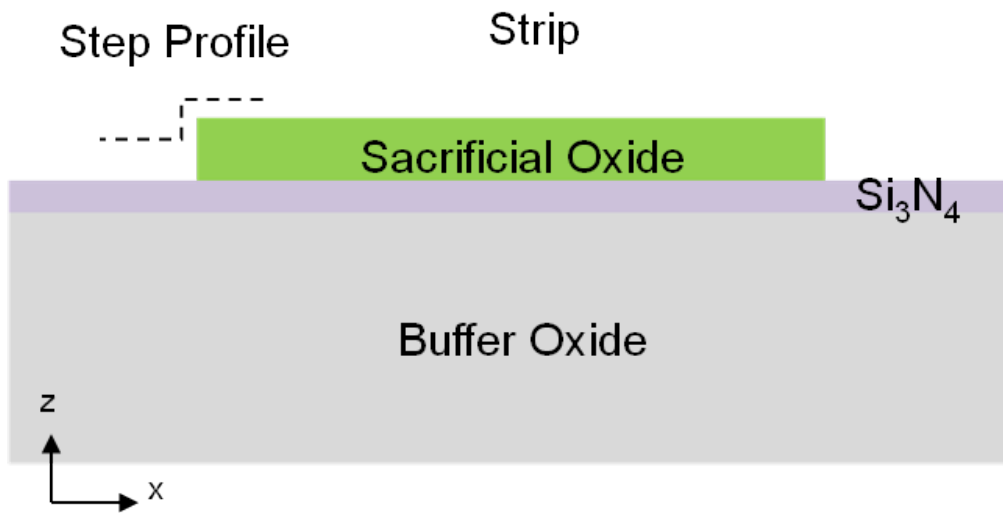 Step Profile
Strip
Sacrificial Oxide
Si₃N₄
Buffer Oxide
z
x